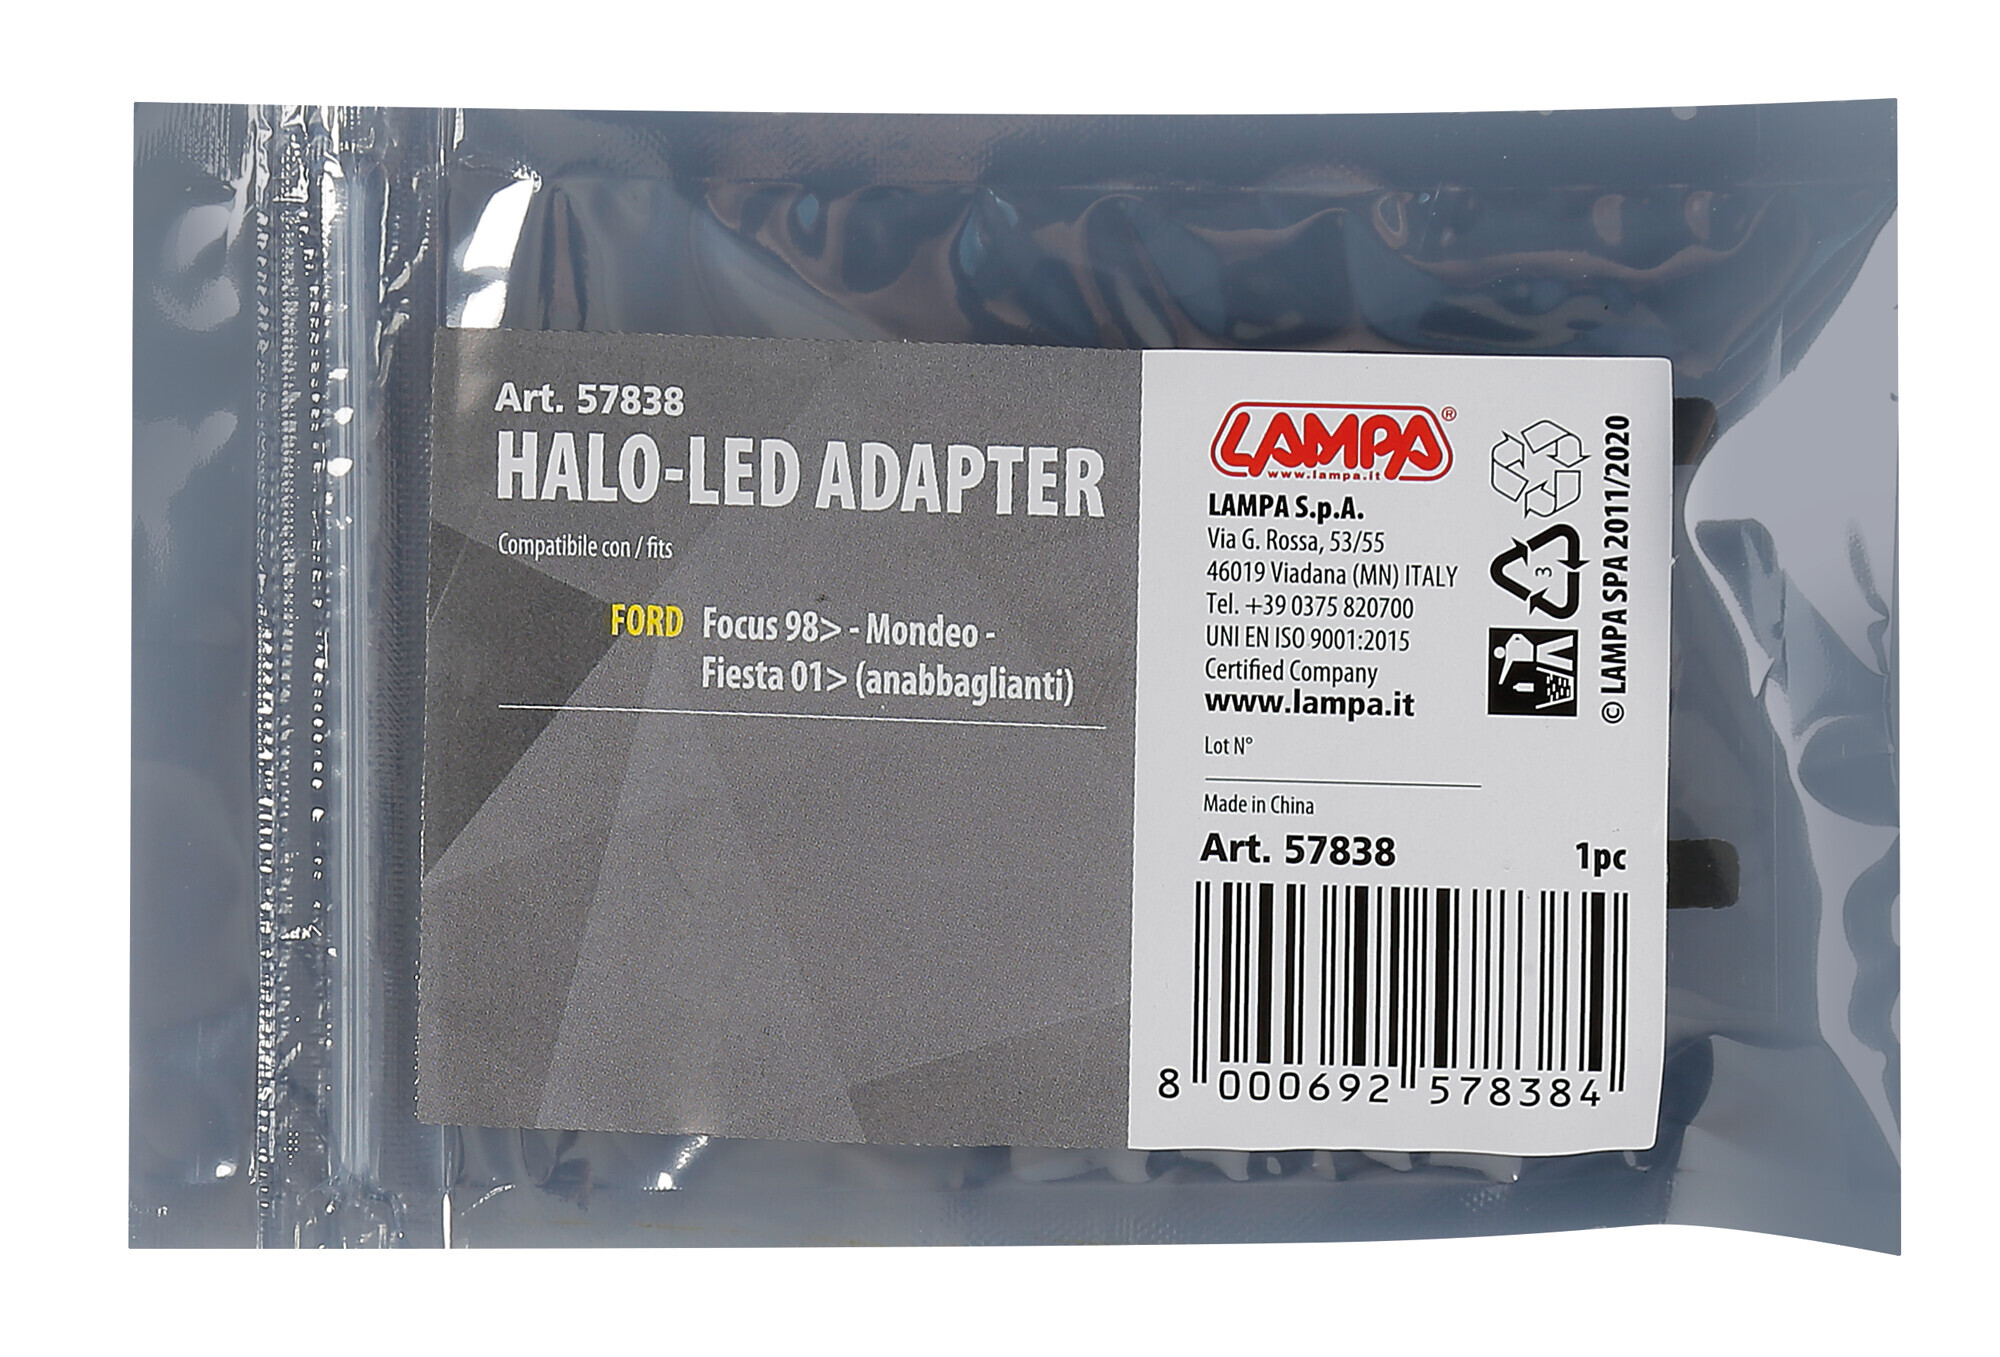 Art. 57838
HALO-LED ADAPTER
Compatibile con / fits
FORD Focus 98> - Mondeo -
Fiesta 01> (anabbaglianti)
LAMPA®
www.lampa.it
LAMPA S.p.A.
Via G. Rossa, 53/55
46019 Viadana (MN) ITALY
Tel. +39 0375 820700
UNI EN ISO 9001:2015
Certified Company
www.lampa.it
Lot N°
Made in China
Art. 57838 1pc
8 000692 578384
3
© LAMPA SPA 2011/2020